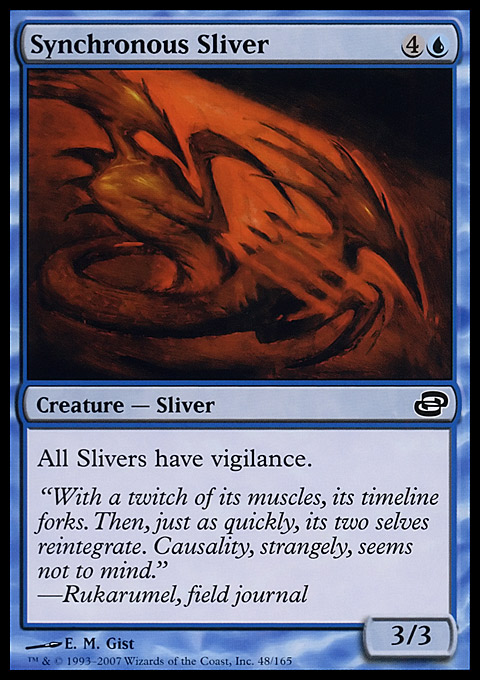 Synchronous Sliver 4
Creature — Sliver
All Slivers have vigilance.
“With a twitch of its muscles, its timeline
forks. Then, just as quickly, its two selves
reintegrate. Causality, strangely, seems
not to mind.”
—Rukarumel, field journal
3/3
E. M. Gist
™ & © 1993–2007 Wizards of the Coast, Inc. 48/165